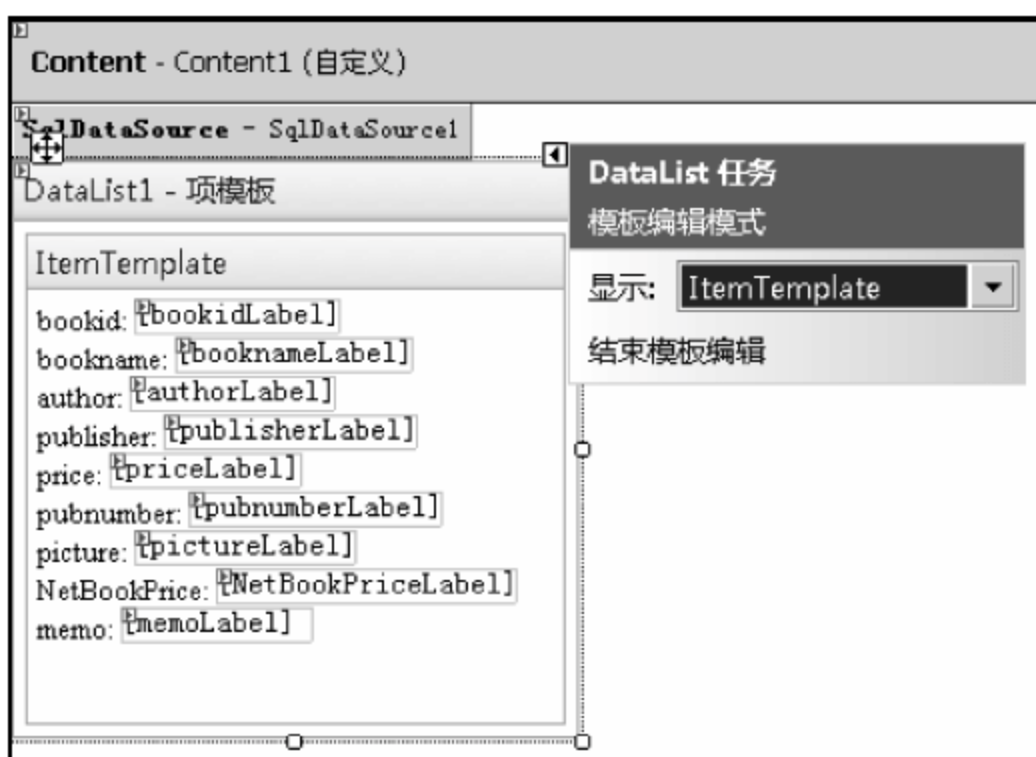 Content - Content1 (自定义)
SqlDataSource - SqlDataSource1
DataList1 - 项模板
ItemTemplate
bookid: [bookidLabel]
bookname: [booknameLabel]
author: [authorLabel]
publisher: [publisherLabel]
price: [priceLabel]
pubnumber: [pubnumberLabel]
picture: [pictureLabel]
NetBookPrice: [NetBookPriceLabel]
memo: [memoLabel]
DataList 任务
模板编辑模式
显示: ItemTemplate
结束模板编辑